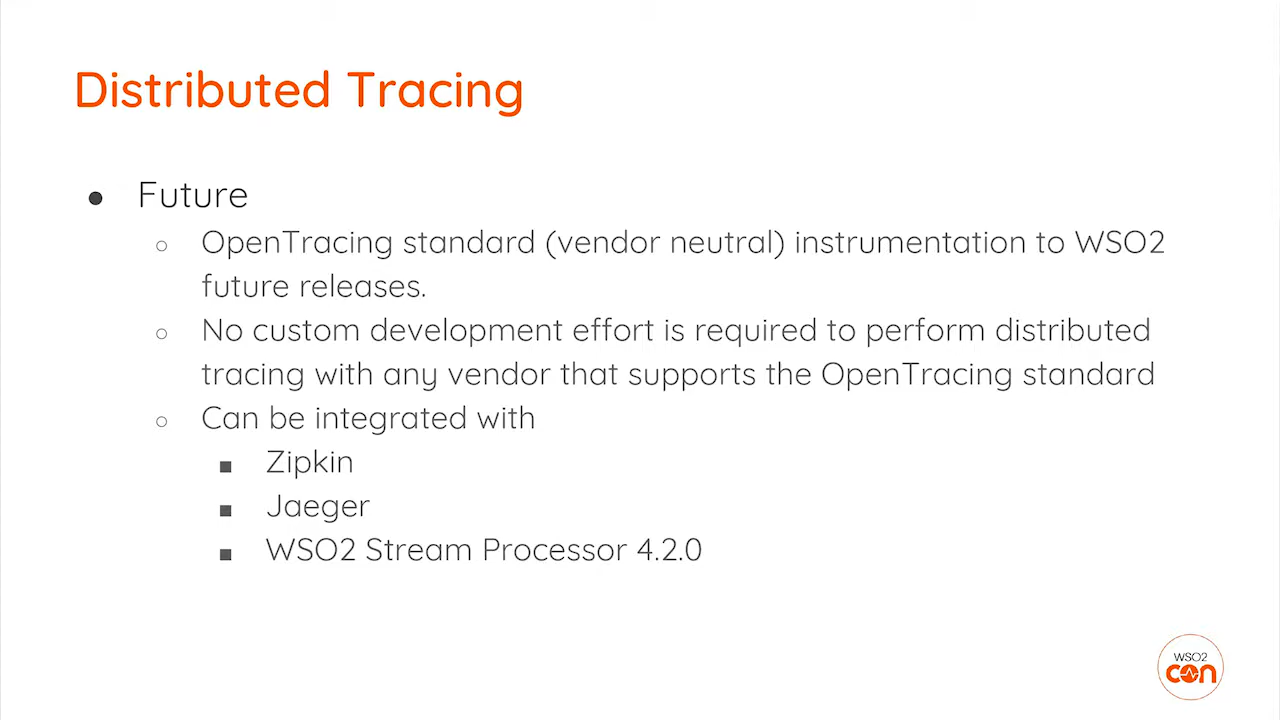 Distributed Tracing
● Future
○ OpenTracing standard (vendor neutral) instrumentation to WSO2
future releases.
○ No custom development effort is required to perform distributed
tracing with any vendor that supports the OpenTracing standard
○ Can be integrated with
■ Zipkin
■ Jaeger
■ WSO2 Stream Processor 4.2.0
WSO2
con